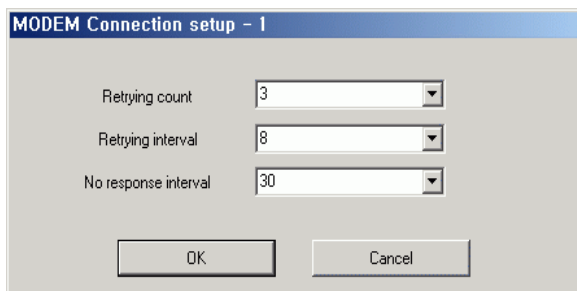 MODEM Connection setup - 1
Retrying count 3
Retrying interval 8
No response interval 30
OK Cancel